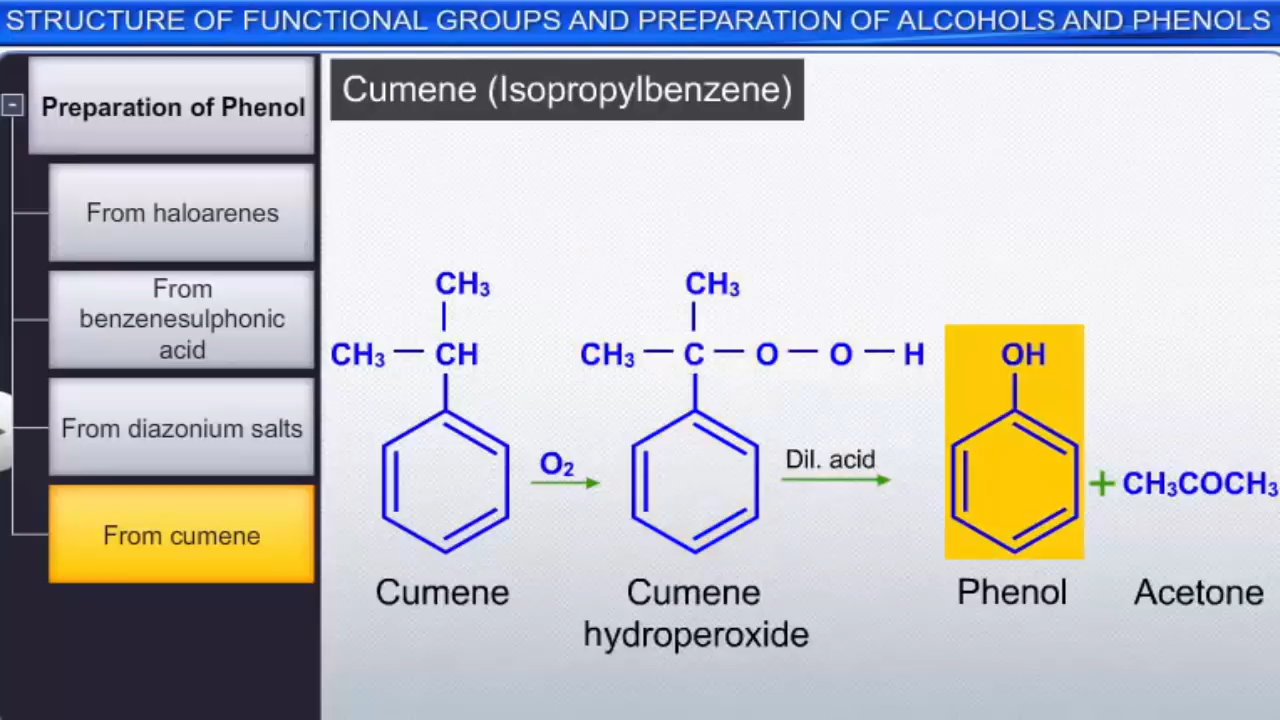 STRUCTURE OF FUNCTIONAL GROUPS AND PREPARATION OF ALCOHOLS AND PHENOLS
Preparation of Phenol
From haloarenes
From
benzenesulphonic
acid
From diazonium salts
From cumene
Cumene (Isopropylbenzene)
CH₃ CH₃
CH₃ — CH CH₃ — C — O — O — H OH
O₂ Dil. acid
+ CH₃COCH₃
Cumene Cumene Phenol Acetone
hydroperoxide